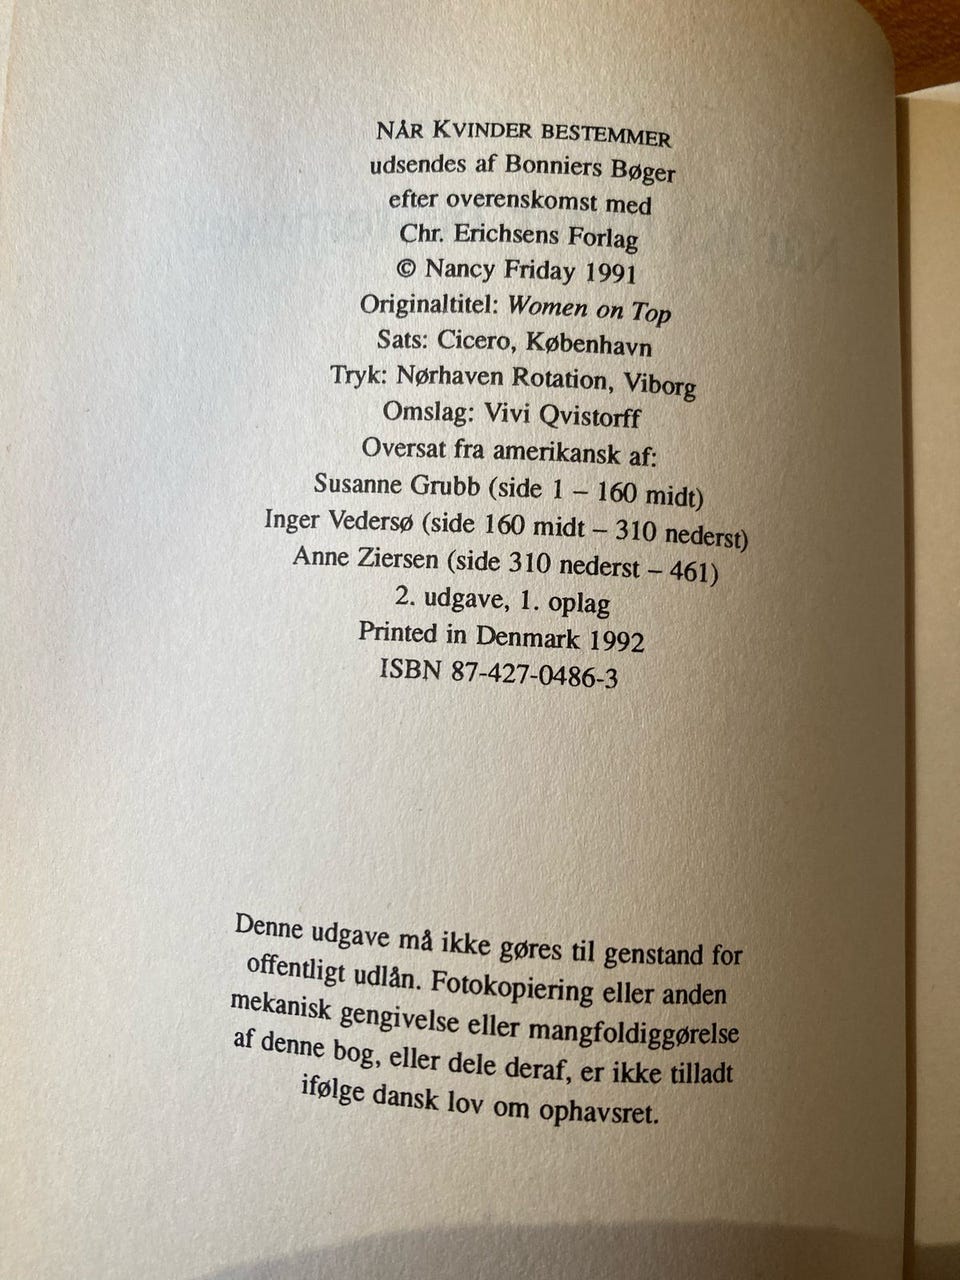 NÅR KVINDER BESTEMMER
udsendes af Bonniers Bøger
efter overenskomst med
Chr. Erichsens Forlag
© Nancy Friday 1991
Originaltitel: Women on Top
Sats: Cicero, København
Tryk: Nørhaven Rotation, Viborg
Omslag: Vivi Qvistorff
Oversat fra amerikansk af:
Susanne Grubb (side 1 – 160 midt)
Inger Vedersø (side 160 midt – 310 nederst)
Anne Ziersen (side 310 nederst – 461)
2. udgave, 1. oplag
Printed in Denmark 1992
ISBN 87-427-0486-3
Denne udgave må ikke gøres til genstand for
offentligt udlån. Fotokopiering eller anden
mekanisk gengivelse eller mangfoldiggørelse
af denne bog, eller dele deraf, er ikke tilladt
ifølge dansk lov om ophavsret.